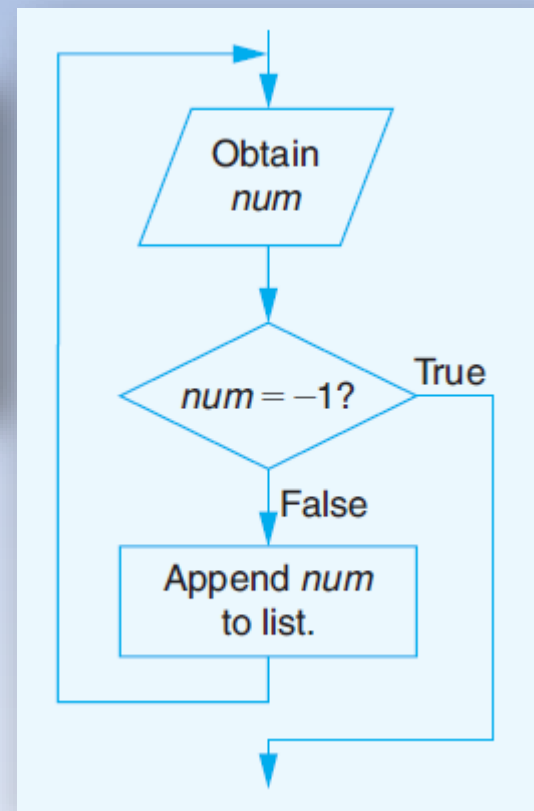 Obtain
num
num = −1?
True
False
Append num
to list.